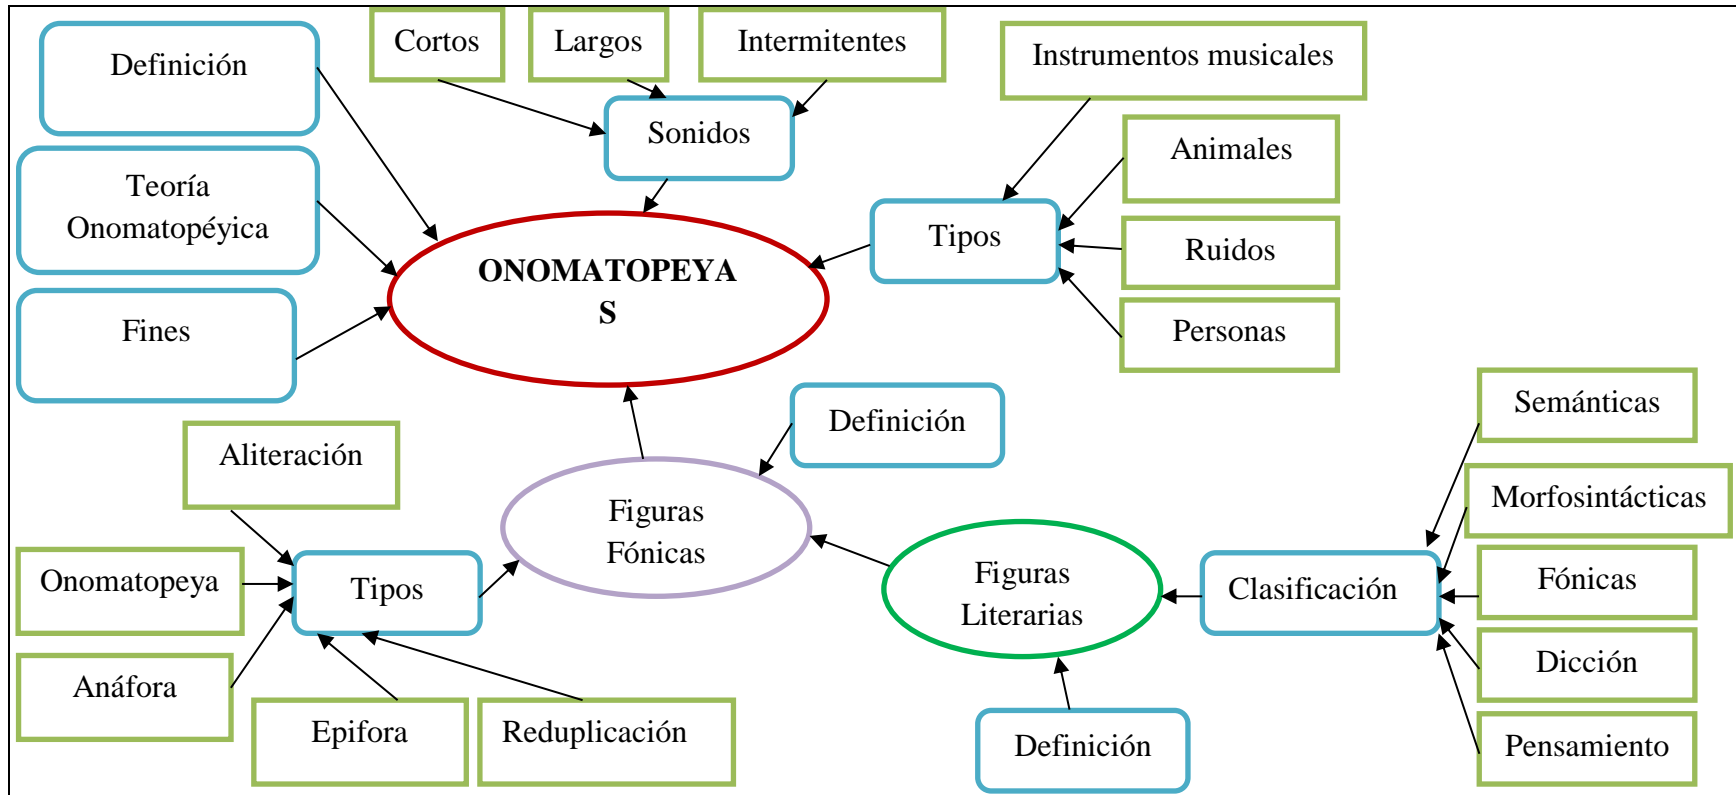 Definición
Cortos
Largos
Intermitentes
Instrumentos musicales
Sonidos
Animales
Teoría
Onomatopéyica
Tipos
Ruidos
ONOMATOPEYA
S
Fines
Personas
Semánticas
Definición
Aliteración
Morfosintácticas
Figuras
Fónicas
Onomatopeya
Tipos
Figuras
Literarias
Clasificación
Fónicas
Dicción
Anáfora
Epifora
Reduplicación
Definición
Pensamiento